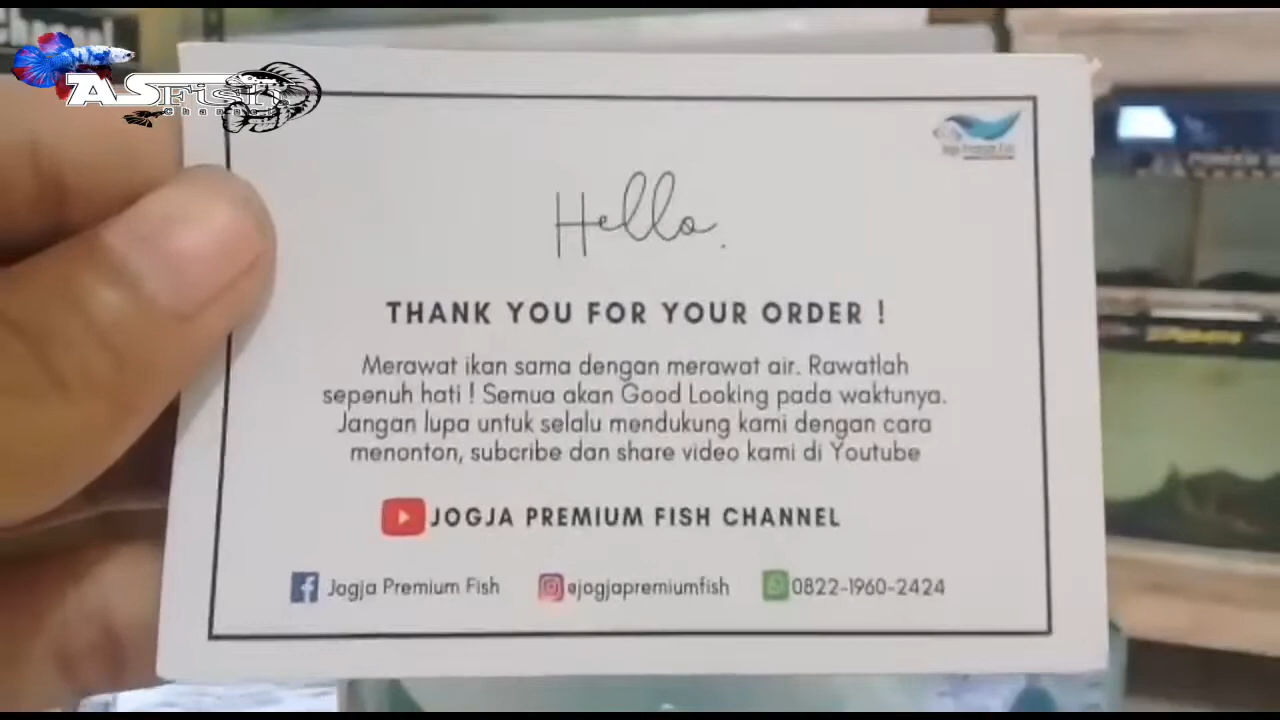 ASFish
Channel
Hello.
THANK YOU FOR YOUR ORDER !
Merawat ikan sama dengan merawat air. Rawatlah
sepenuh hati ! Semua akan Good Looking pada waktunya.
Jangan lupa untuk selalu mendukung kami dengan cara
menonton, subcribe dan share video kami di Youtube
JOGJA PREMIUM FISH CHANNEL
Jogja Premium Fish @jogjapremiumfish 0822-1960-2424